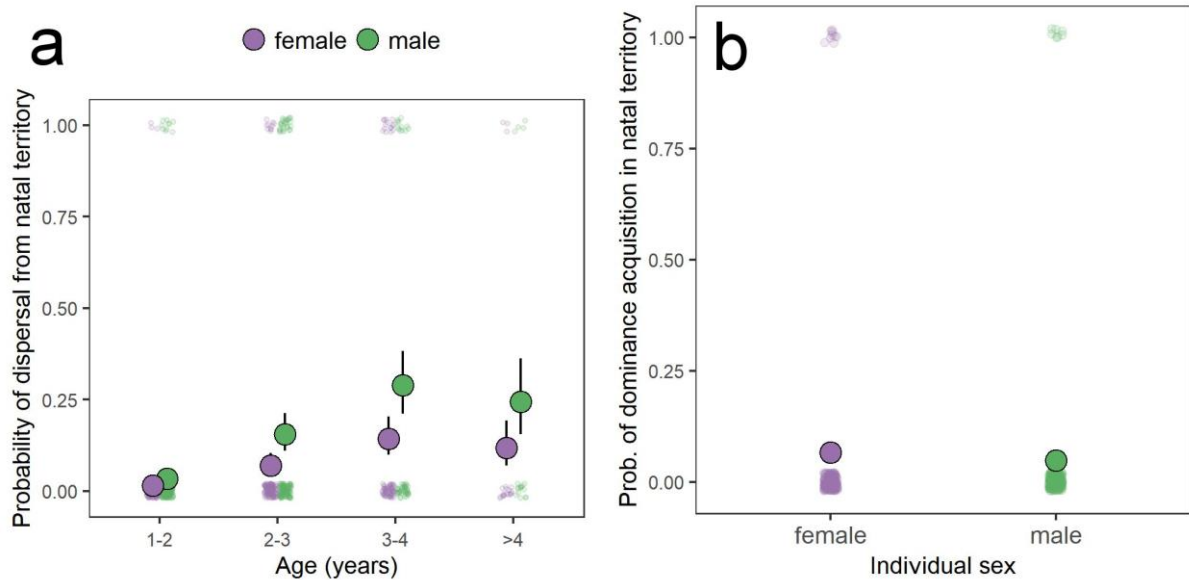 a
female male
Probability of dispersal from natal territory
1.00
0.75
0.50
0.25
0.00
1-2 2-3 3-4 >4
Age (years)
b
Prob. of dominance acquisition in natal territory
1.00
0.75
0.50
0.25
0.00
female male
Individual sex